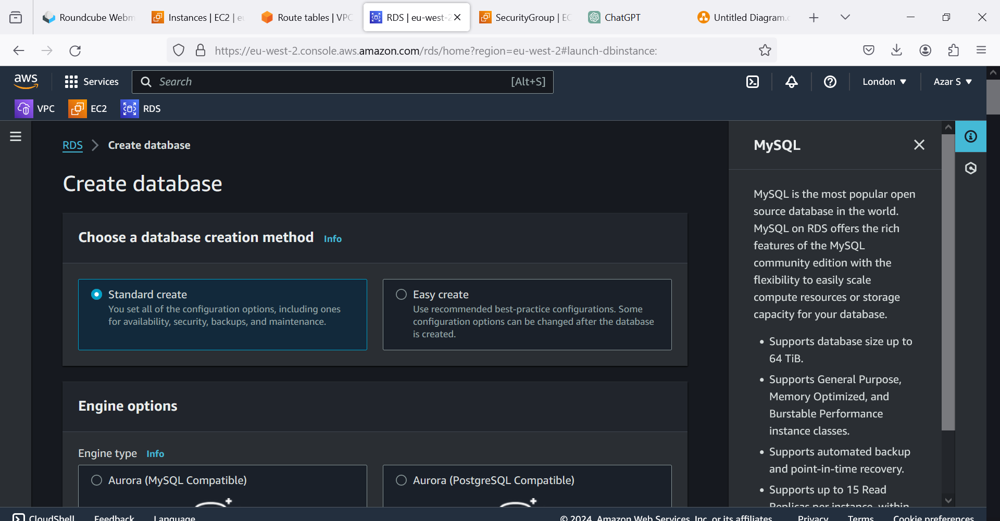 Roundcube Webm
Instances | EC2 | eu
Route tables | VPC
RDS | eu-west-2
SecurityGroup | EC
ChatGPT
Untitled Diagram.d
https://eu-west-2.console.aws.amazon.com/rds/home?region=eu-west-2#launch-dbinstance:
aws
Services
Search
[Alt+S]
London
Azar S
VPC
EC2
RDS
RDS
Create database
Create database
Choose a database creation method Info
Standard create
You set all of the configuration options, including ones
for availability, security, backups, and maintenance.
Easy create
Use recommended best-practice configurations. Some
configuration options can be changed after the database
is created.
Engine options
Engine type Info
Aurora (MySQL Compatible)
Aurora (PostgreSQL Compatible)
MySQL
MySQL is the most popular open
source database in the world.
MySQL on RDS offers the rich
features of the MySQL
community edition with the
flexibility to easily scale
compute resources or storage
capacity for your database.
• Supports database size up to
64 TiB.
• Supports General Purpose,
Memory Optimized, and
Burstable Performance
instance classes.
• Supports automated backup
and point-in-time recovery.
• Supports up to 15 Read
Replicas per instance, within
CloudShell
Feedback
Language
© 2024, Amazon Web Services, Inc. or its affiliates.
Privacy
Terms
Cookie preferences